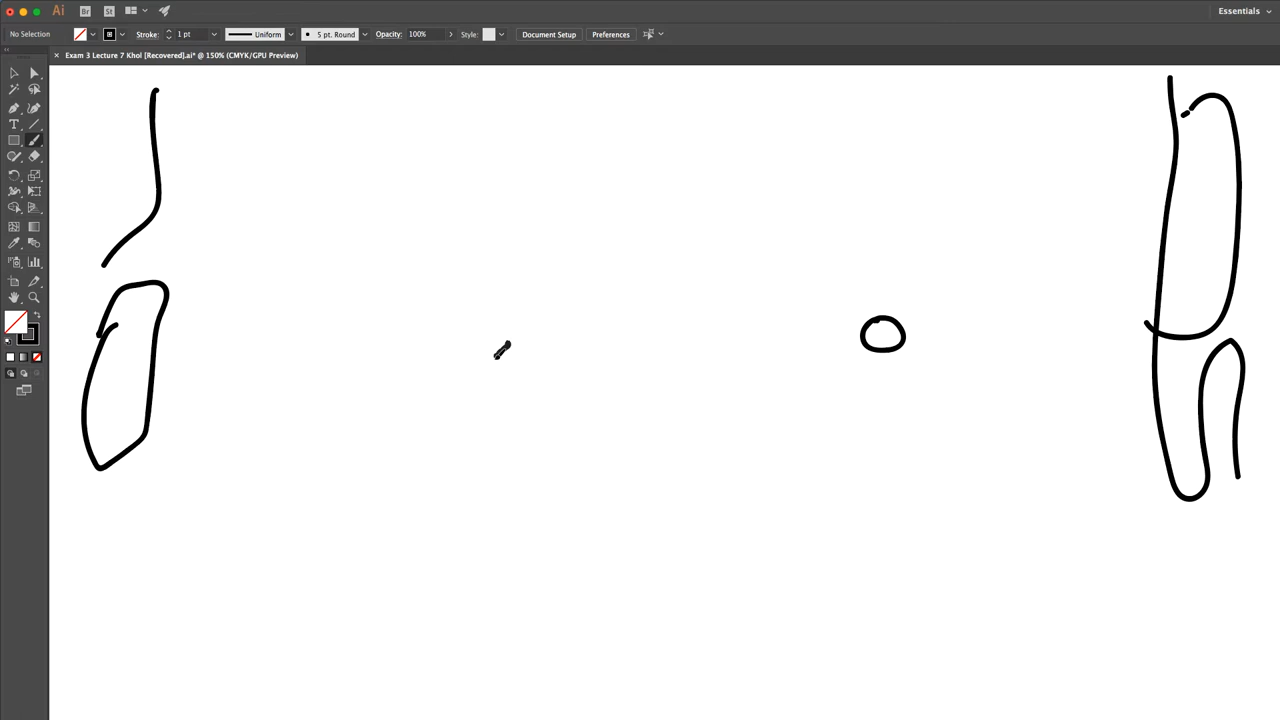 Ai Br St Essentials
No Selection Stroke: 1 pt Uniform 5 pt. Round Opacity: 100% Style: Document Setup Preferences
× Exam 3 Lecture 7 Khol [Recovered].ai* @ 150% (CMYK/GPU Preview)